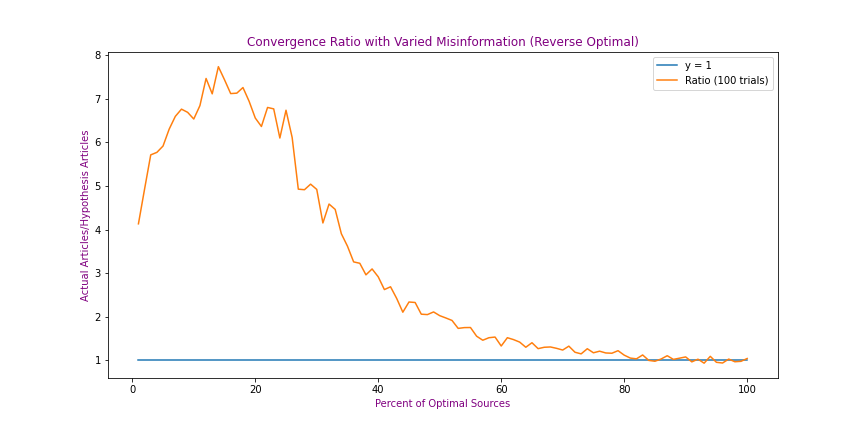 Convergence Ratio with Varied Misinformation (Reverse Optimal)
y = 1
Ratio (100 trials)
Actual Articles/Hypothesis Articles
8
7
6
5
4
3
2
1
0 20 40 60 80 100
Percent of Optimal Sources